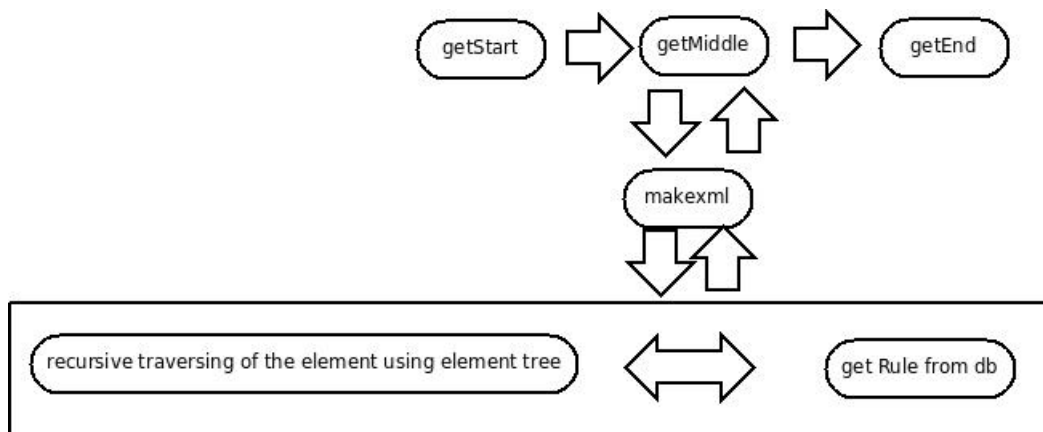 getStart
getMiddle
getEnd
makexml
recursive traversing of the element using element tree
get Rule from db